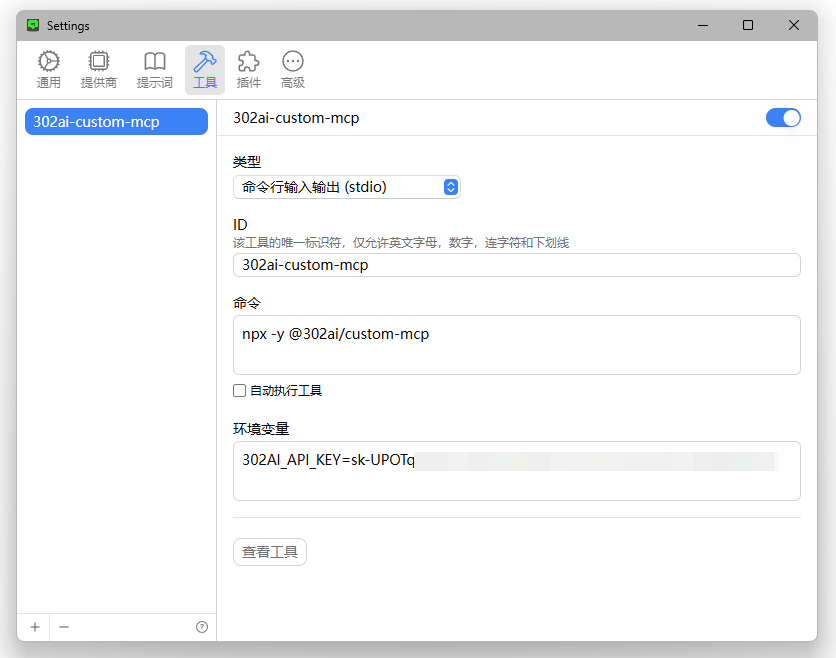 Settings
通用 提供商 提示词 工具 插件 高级
302ai-custom-mcp
302ai-custom-mcp
类型
命令行输入输出 (stdio)
ID
该工具的唯一标识符，仅允许英文字母，数字，连字符和下划线
302ai-custom-mcp
命令
npx -y @302ai/custom-mcp
自动执行工具
环境变量
302AI_API_KEY=sk-UPOTq
查看工具